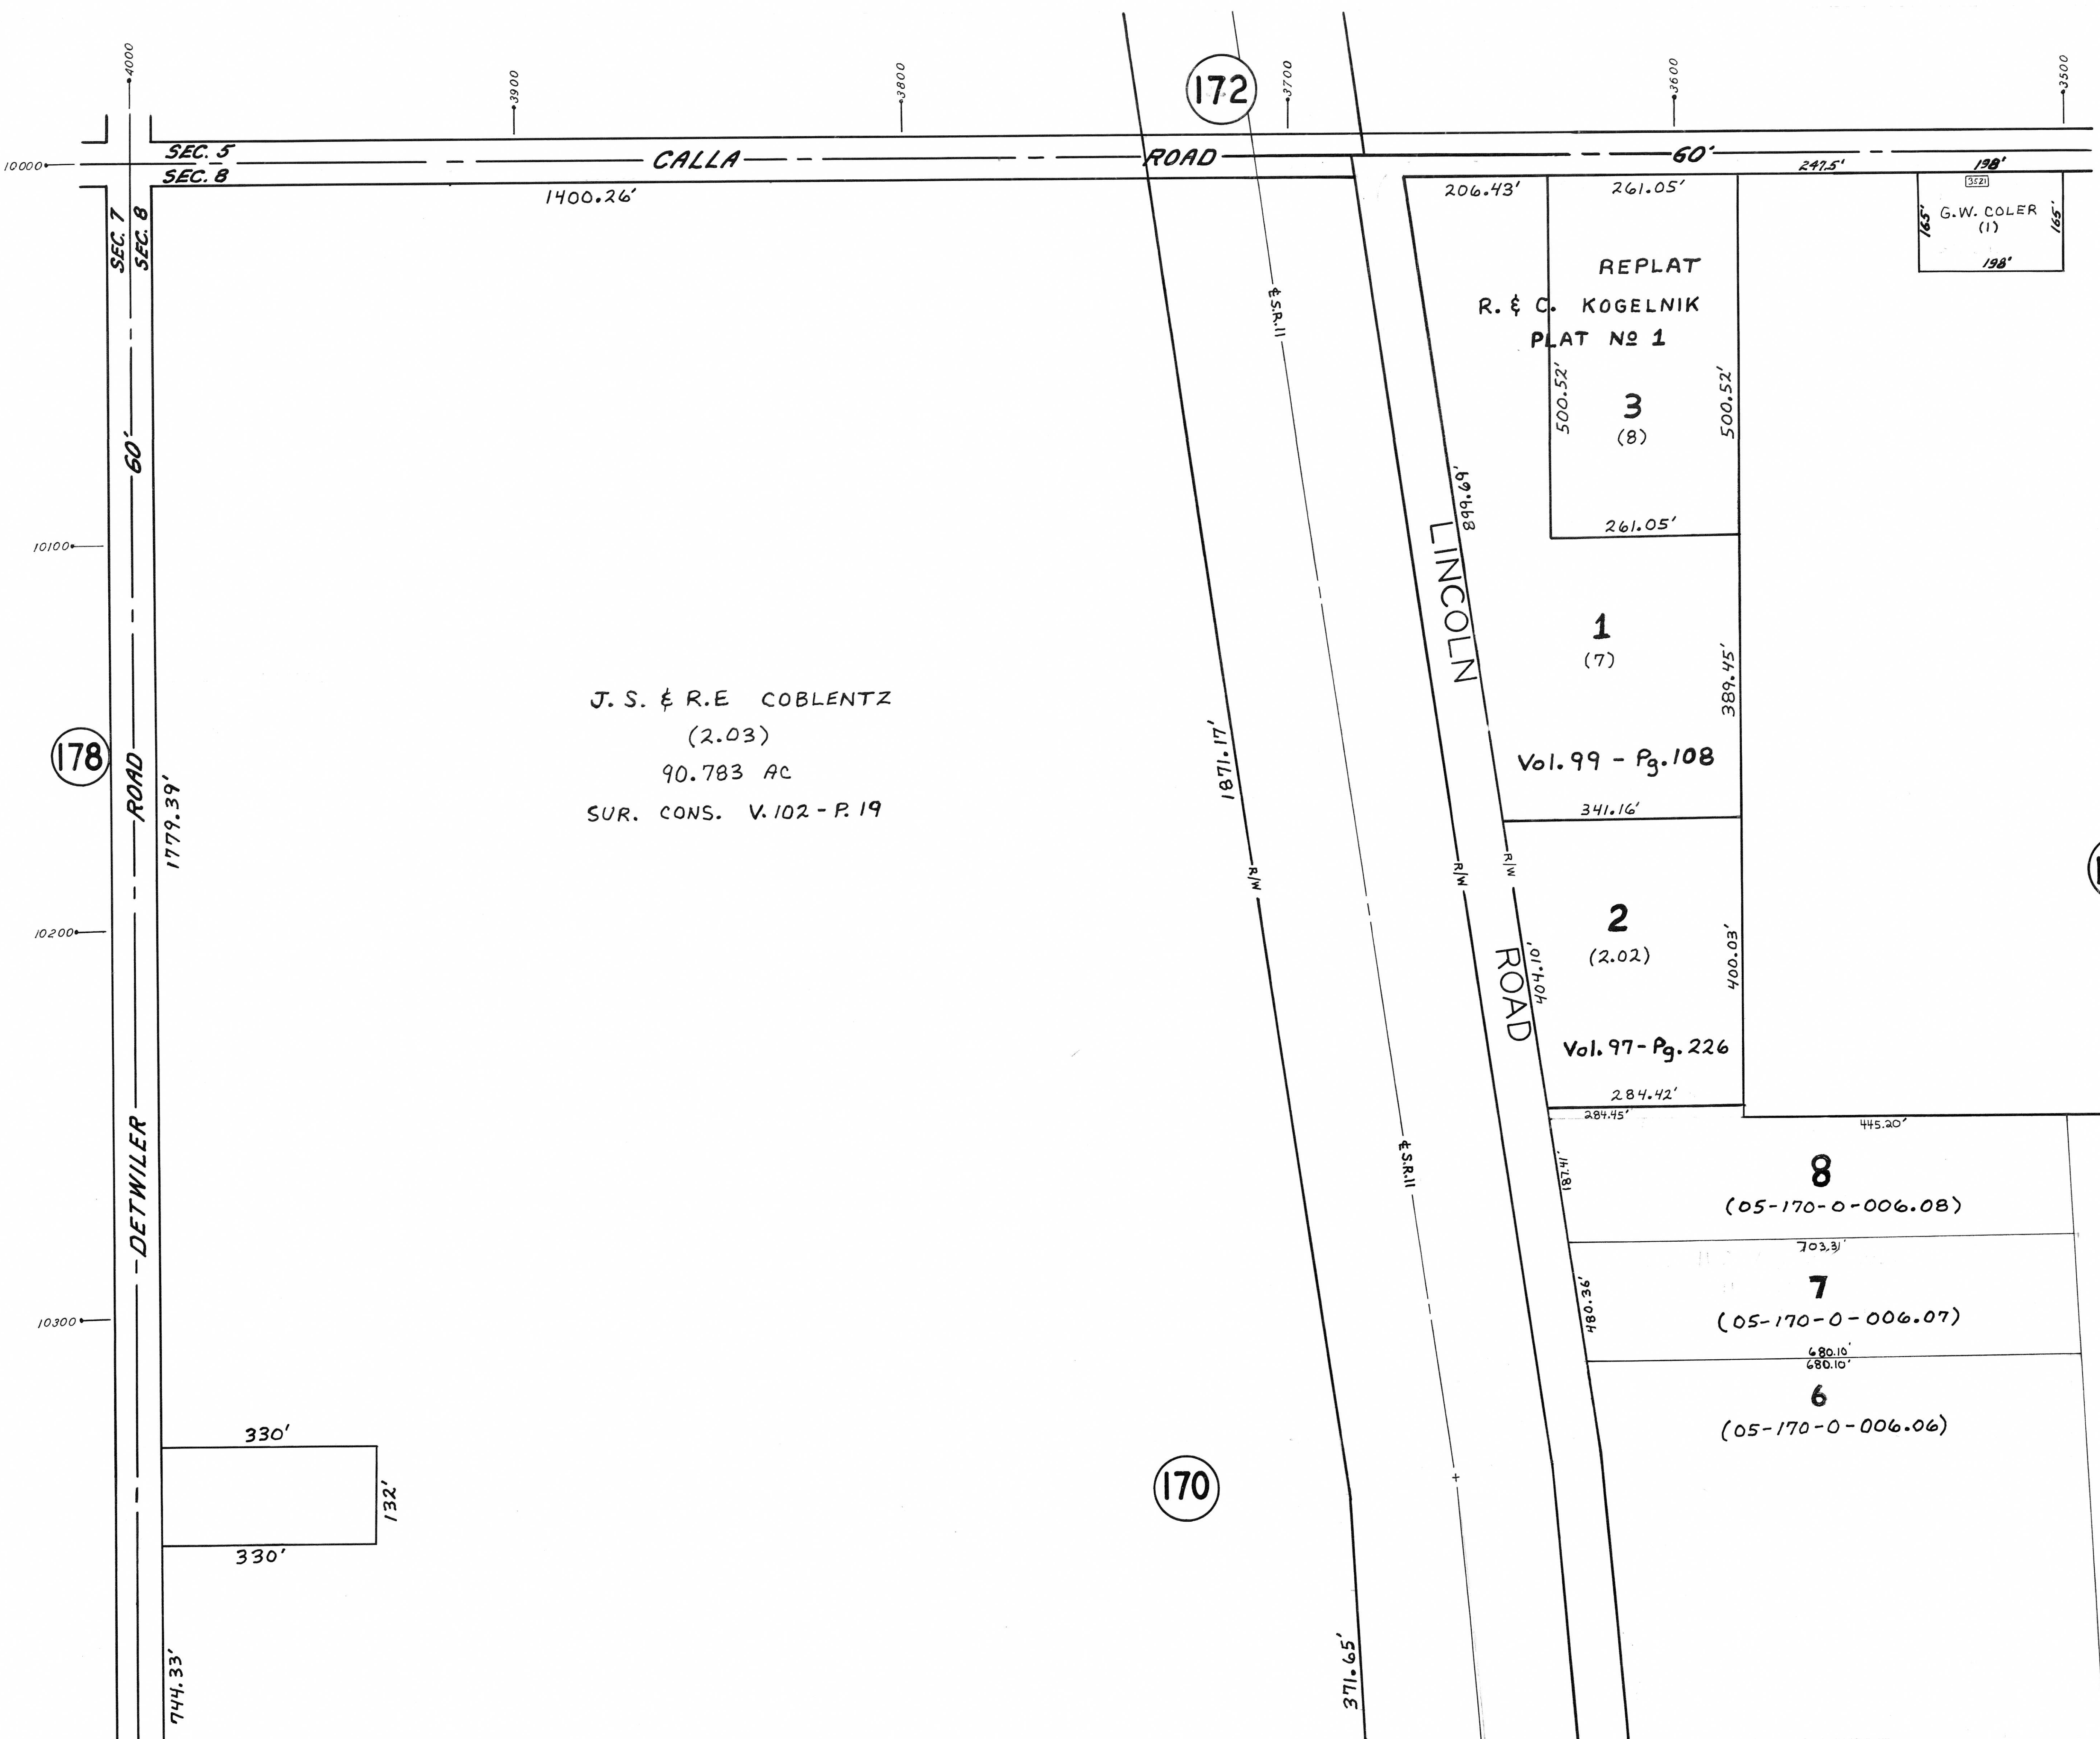 4000
3900
3800
172
3700
3600
3500
10000
SEC. 5
CALLA
ROAD
60'
SEC. 8
1400.26'
206.43'
261.05'
247.5'
198'
3521
SEC. 7
SEC. 8
G.W. COLER
(1)
165'
165'
198'
₵ S.R.11
REPLAT
R. & C. KOGELNIK
PLAT Nº 1
500.52'
500.52'
3
(8)
60'
899.69'
261.05'
10100
LINCOLN
1
(7)
389.45'
J. S. & R.E COBLENTZ
(2.03)
90.783 AC
SUR. CONS. V. 102 - P. 19
1871.17'
178
ROAD
1779.39'
Vol. 99 - Pg. 108
341.16'
R/W
R/W
R/W
10200
2
(2.02)
400.03'
ROAD
404.10'
Vol. 97 - Pg. 226
284.42'
284.45'
445.20'
DETWILER
₵ S.R.11
187.41'
8
(05-170-0-006.08)
703.31'
7
(05-170-0-006.07)
480.36'
10300
680.10'
680.10'
6
(05-170-0-006.06)
330'
132'
330'
170
744.33'
371.65'